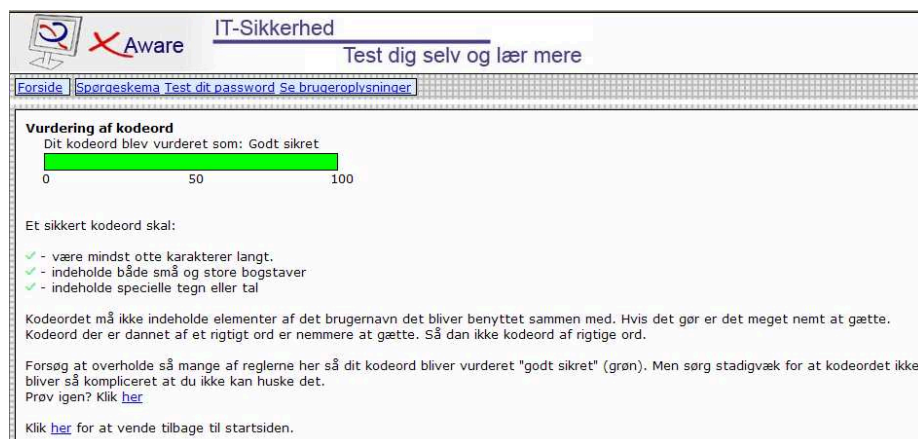 IT-Sikkerhed
xAware
Test dig selv og lær mere
Forside Spørgeskema Test dit password Se brugeroplysninger
Vurdering af kodeord
Dit kodeord blev vurderet som: Godt sikret
0 50 100
Et sikkert kodeord skal:
- være mindst otte karakterer langt.
- indeholde både små og store bogstaver
- indeholde specielle tegn eller tal
Kodeordet må ikke indeholde elementer af det brugernavn det bliver benyttet sammen med. Hvis det gør er det meget nemt at gætte.
Kodeord der er dannet af et rigtigt ord er nemmere at gætte. Så dan ikke kodeord af rigtige ord.
Forsøg at overholde så mange af reglerne her så dit kodeord bliver vurderet "godt sikret" (grøn). Men sørg stadigvæk for at kodeordet ikke
bliver så kompliceret at du ikke kan huske det.
Prøv igen? Klik her
Klik her for at vende tilbage til startsiden.